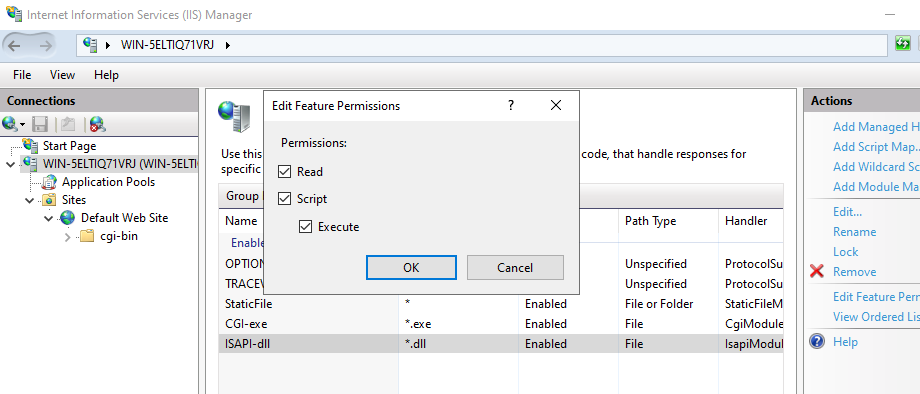 Internet Information Services (IIS) Manager
WIN-5ELTIQ71VRJ
File View Help
Connections
Start Page
WIN-5ELTIQ71VRJ (WIN-5ELTI
Application Pools
Sites
Default Web Site
cgi-bin
Edit Feature Permissions
?
Permissions:
Read
Script
Execute
OK Cancel
Use this code, that handle responses for
specific
Group
Name Path Type Handler
Enable
OPTION Unspecified ProtocolSu
TRACEV Unspecified ProtocolSu
StaticFile * Enabled File or Folder StaticFileM
CGI-exe *.exe Enabled File CgiModule
ISAPI-dll *.dll Enabled File IsapiModul
Actions
Add Managed H
Add Script Map..
Add Wildcard Sc
Add Module Ma
Edit...
Rename
Lock
Remove
Edit Feature Perr
View Ordered Lis
Help